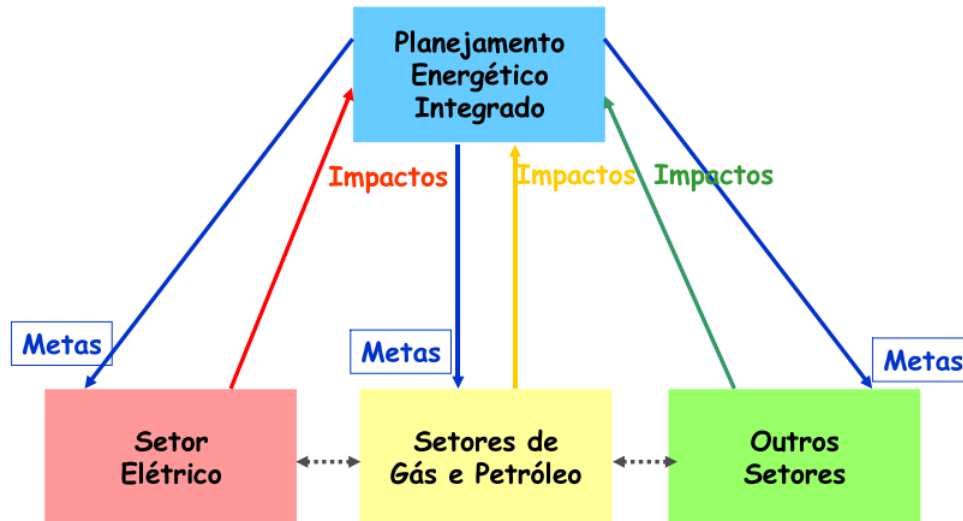 Planejamento
Energético
Integrado
Impactos
Impactos
Impactos
Metas
Metas
Metas
Setor
Elétrico
Setores de
Gás e Petróleo
Outros
Setores